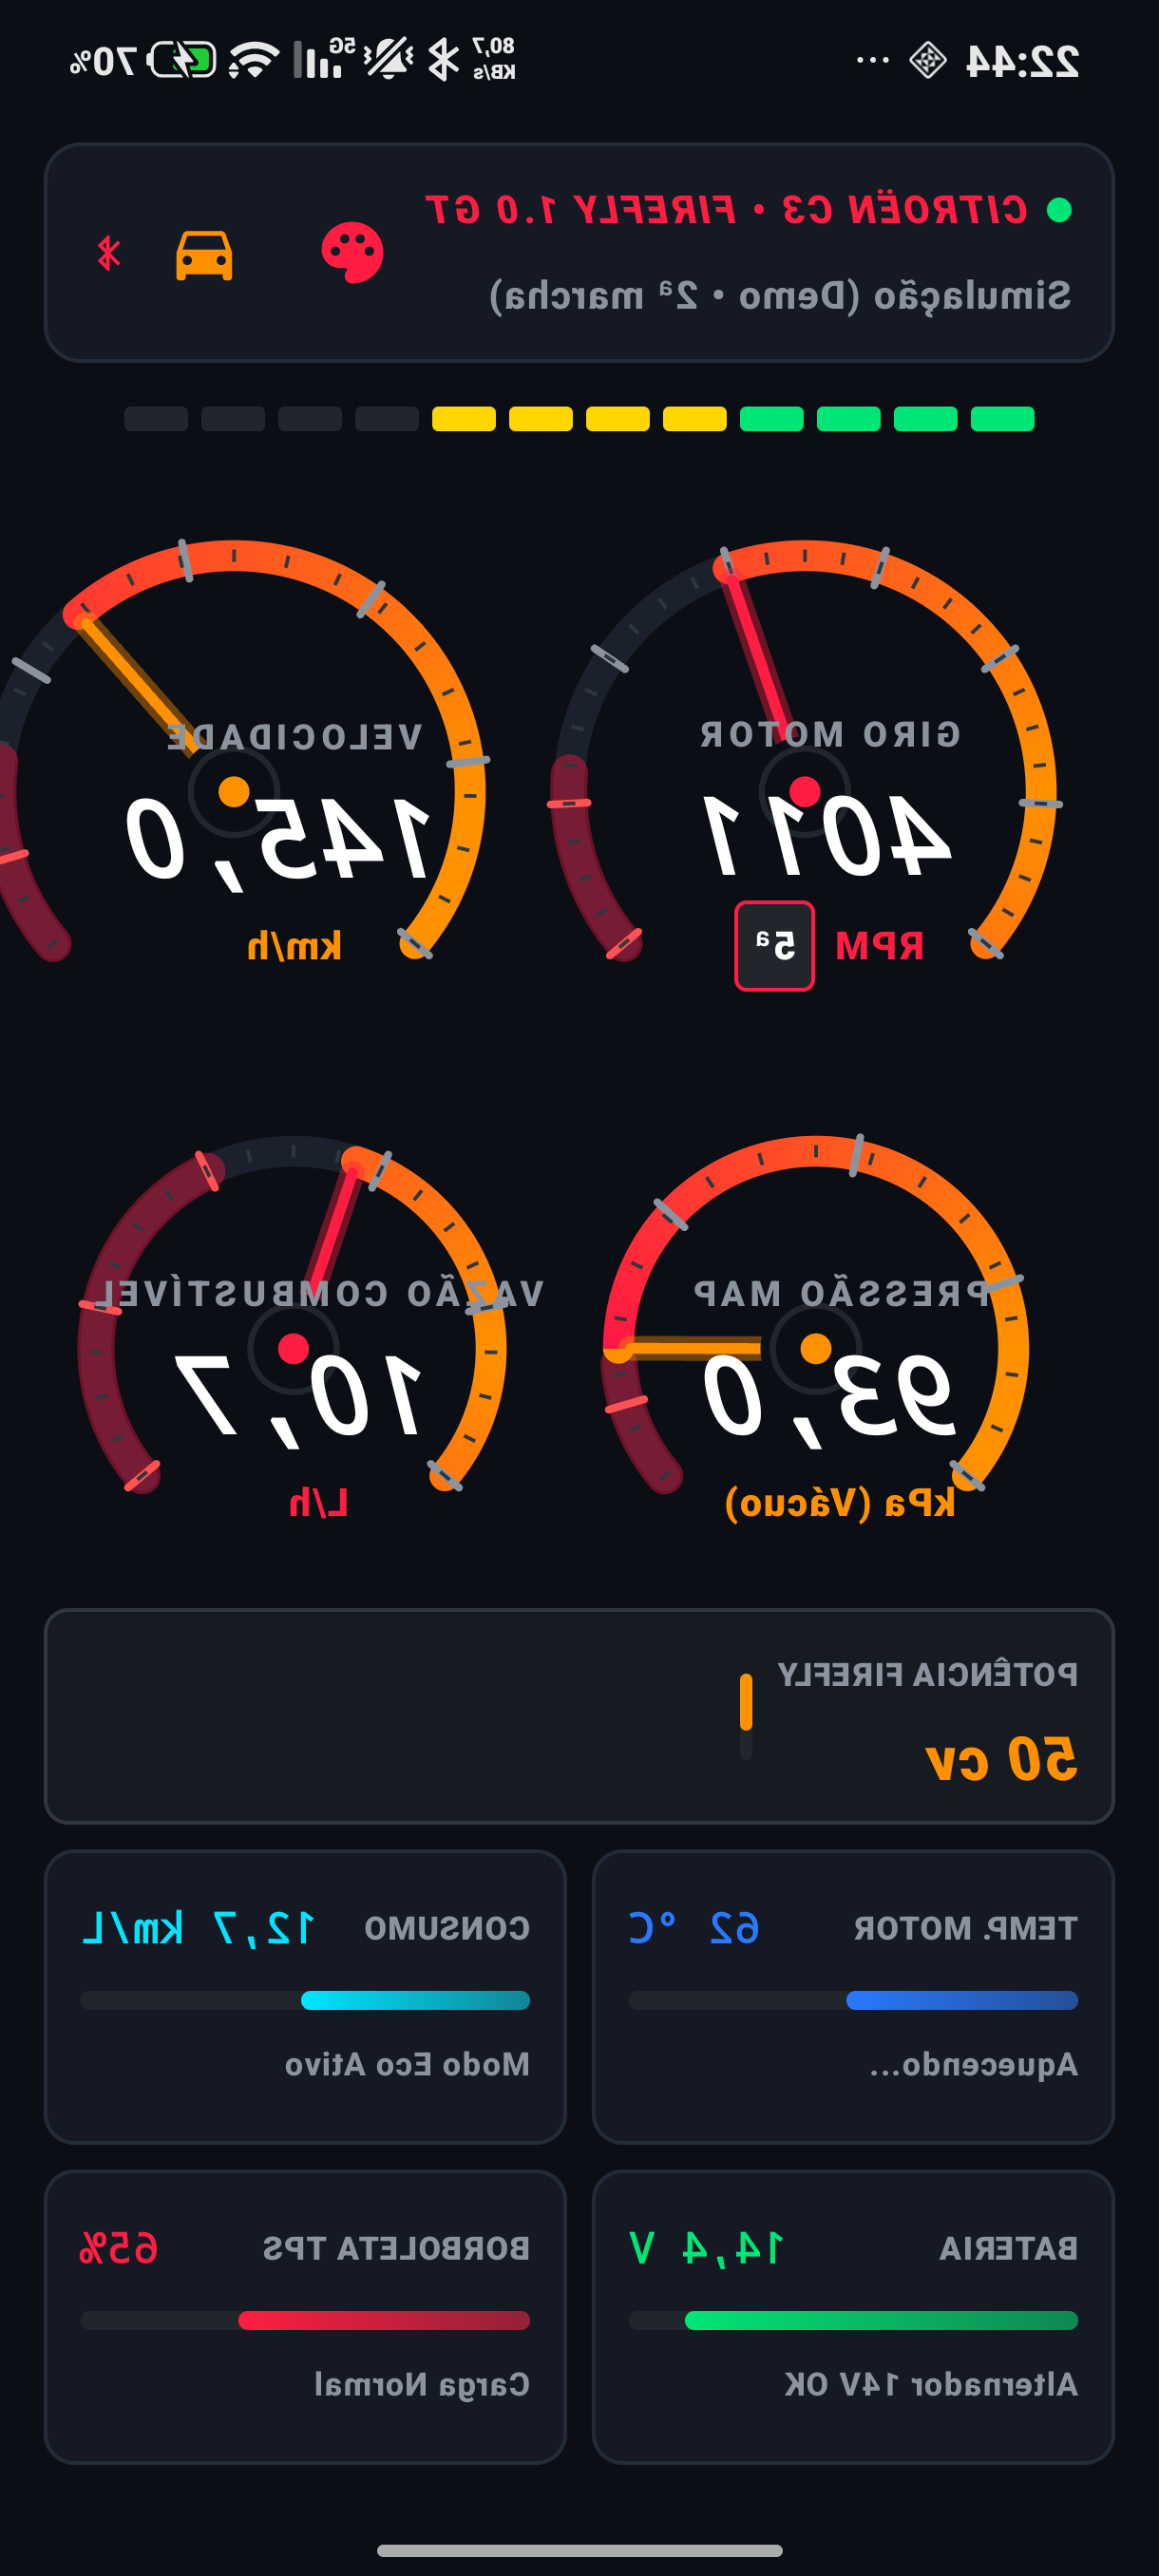 22:44 ... 80,7 KB/s 5G 70%
CITROËN C3 • FIREFLY 1.0 GT
Simulação (Demo • 2ª marcha)
GIRO MOTOR
4011
RPM 5ª
VELOCIDADE
145,0
km/h
PRESSÃO MAP
93,0
kPa (Vácuo)
VAZÃO COMBUSTÍVEL
10,7
L/h
POTÊNCIA FIREFLY
50 cv
TEMP. MOTOR 62 °C
Aquecendo...
CONSUMO 12,7 km/L
Modo Eco Ativo
BATERIA 14,4 V
Alternador 14V OK
BORBOLETA TPS 65%
Carga Normal